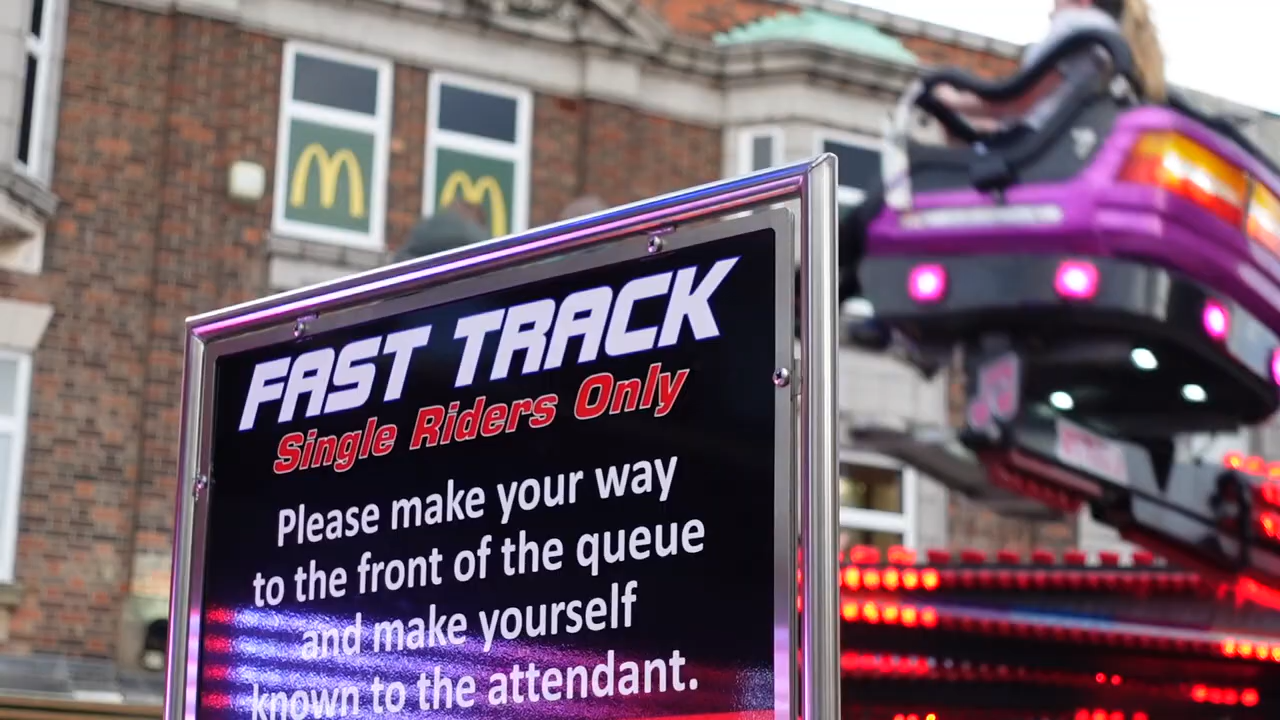 M
M
FAST TRACK
Single Riders Only
Please make your way
to the front of the queue
and make yourself
known to the attendant.